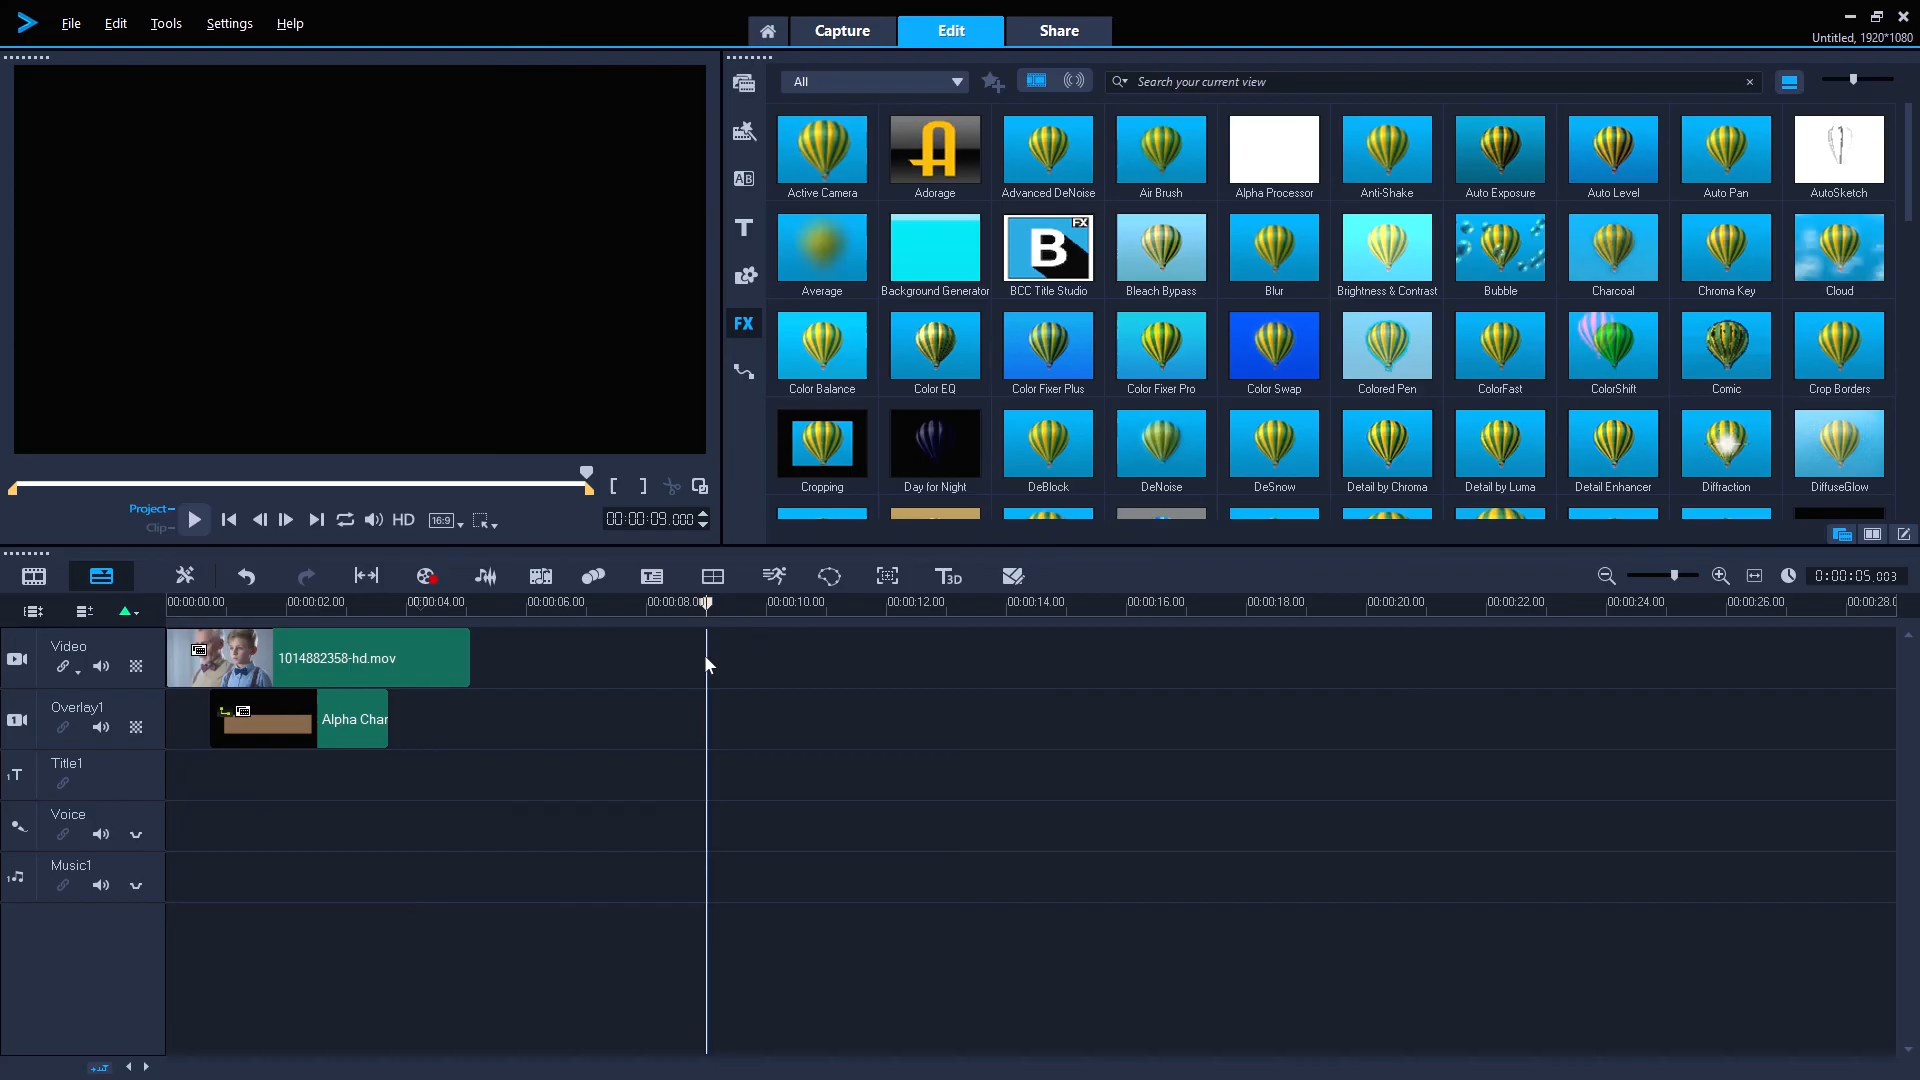 File Edit Tools Settings Help
Capture Edit Share
Untitled, 1920*1080
All
Search your current view
Active Camera Adorage Advanced DeNoise Air Brush Alpha Processor Anti-Shake Auto Exposure Auto Level Auto Pan AutoSketch
B FX
Average Background Generator BCC Title Studio Bleach Bypass Blur Brightness & Contrast Bubble Charcoal Chroma Key Cloud
FX
Color Balance Color EQ Color Fixer Plus Color Fixer Pro Color Swap Colored Pen ColorFast ColorShift Comic Crop Borders
Cropping Day for Night DeBlock DeNoise DeSnow Detail by Chroma Detail by Luma Detail Enhancer Diffraction DiffuseGlow
Project
Clip
HD 16:9
00:00:09.000
T3D
0:00:05.003
00:00:00.00 00:00:02.00 00:00:04.00 00:00:06.00 00:00:08. 00:00:10.00 00:00:12.00 00:00:14.00 00:00:16.00 00:00:18.00 00:00:20.00 00:00:22.00 00:00:24.00 00:00:26.00 00:00:28.0
Video
1014882358-hd.mov
Overlay1
Alpha Char
Title1
Voice
Music1